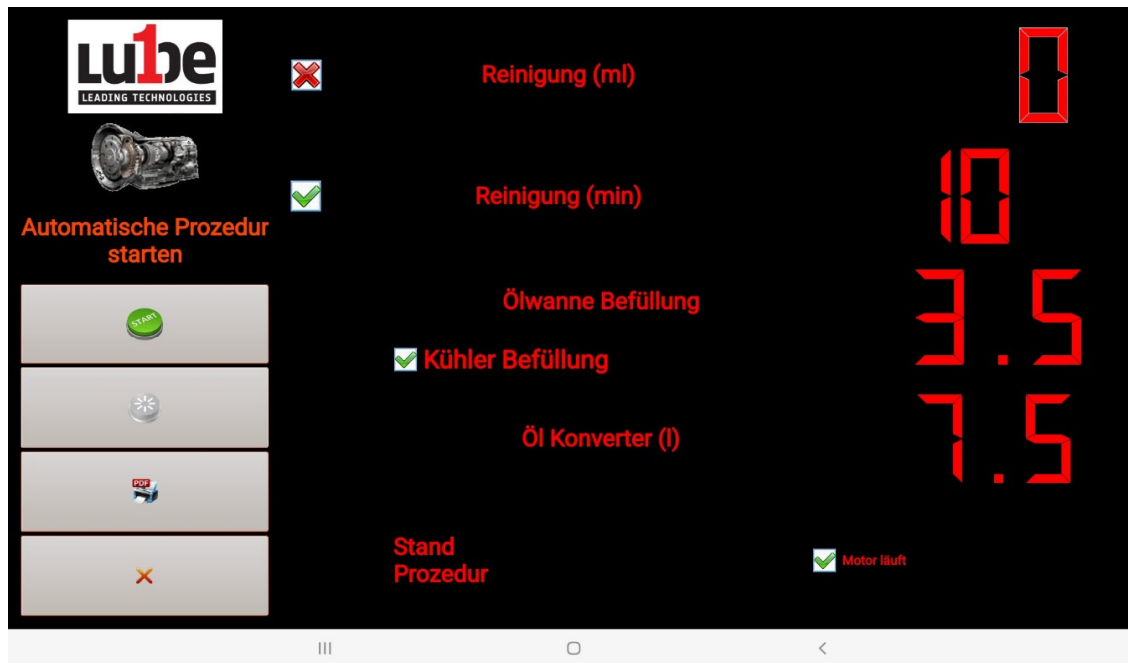 Lu1be
LEADING TECHNOLOGIES
Automatische Prozedur
starten
START
PDF
Reinigung (ml)
0
Reinigung (min)
10
Ölwanne Befüllung
3.5
Kühler Befüllung
Öl Konverter (l)
7.5
Stand
Prozedur
Motor läuft